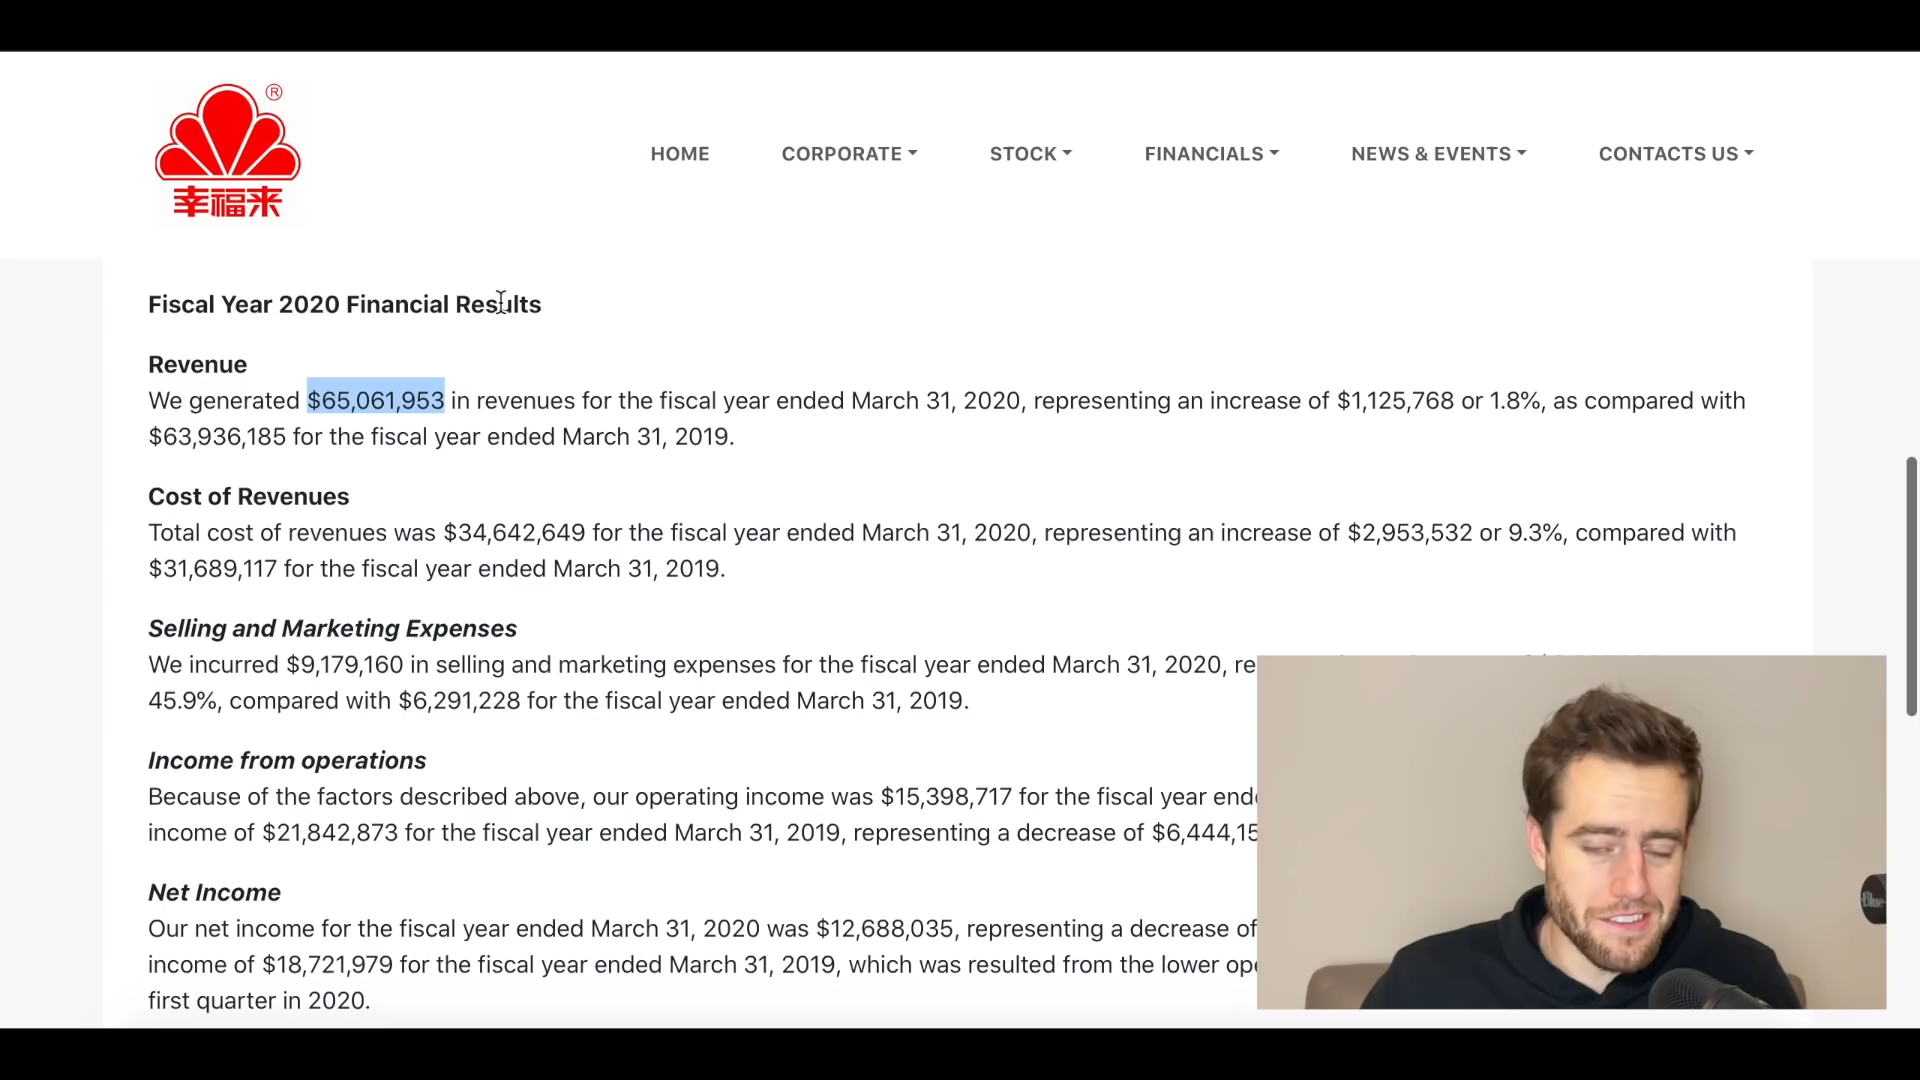 ®
幸福来
HOME
CORPORATE
STOCK
FINANCIALS
NEWS & EVENTS
CONTACTS US
Fiscal Year 2020 Financial Results
Revenue
We generated $65,061,953 in revenues for the fiscal year ended March 31, 2020, representing an increase of $1,125,768 or 1.8%, as compared with
$63,936,185 for the fiscal year ended March 31, 2019.
Cost of Revenues
Total cost of revenues was $34,642,649 for the fiscal year ended March 31, 2020, representing an increase of $2,953,532 or 9.3%, compared with
$31,689,117 for the fiscal year ended March 31, 2019.
Selling and Marketing Expenses
We incurred $9,179,160 in selling and marketing expenses for the fiscal year ended March 31, 2020, re
45.9%, compared with $6,291,228 for the fiscal year ended March 31, 2019.
Income from operations
Because of the factors described above, our operating income was $15,398,717 for the fiscal year ende
income of $21,842,873 for the fiscal year ended March 31, 2019, representing a decrease of $6,444,15
Net Income
Our net income for the fiscal year ended March 31, 2020 was $12,688,035, representing a decrease of
income of $18,721,979 for the fiscal year ended March 31, 2019, which was resulted from the lower ope
first quarter in 2020.
Blue